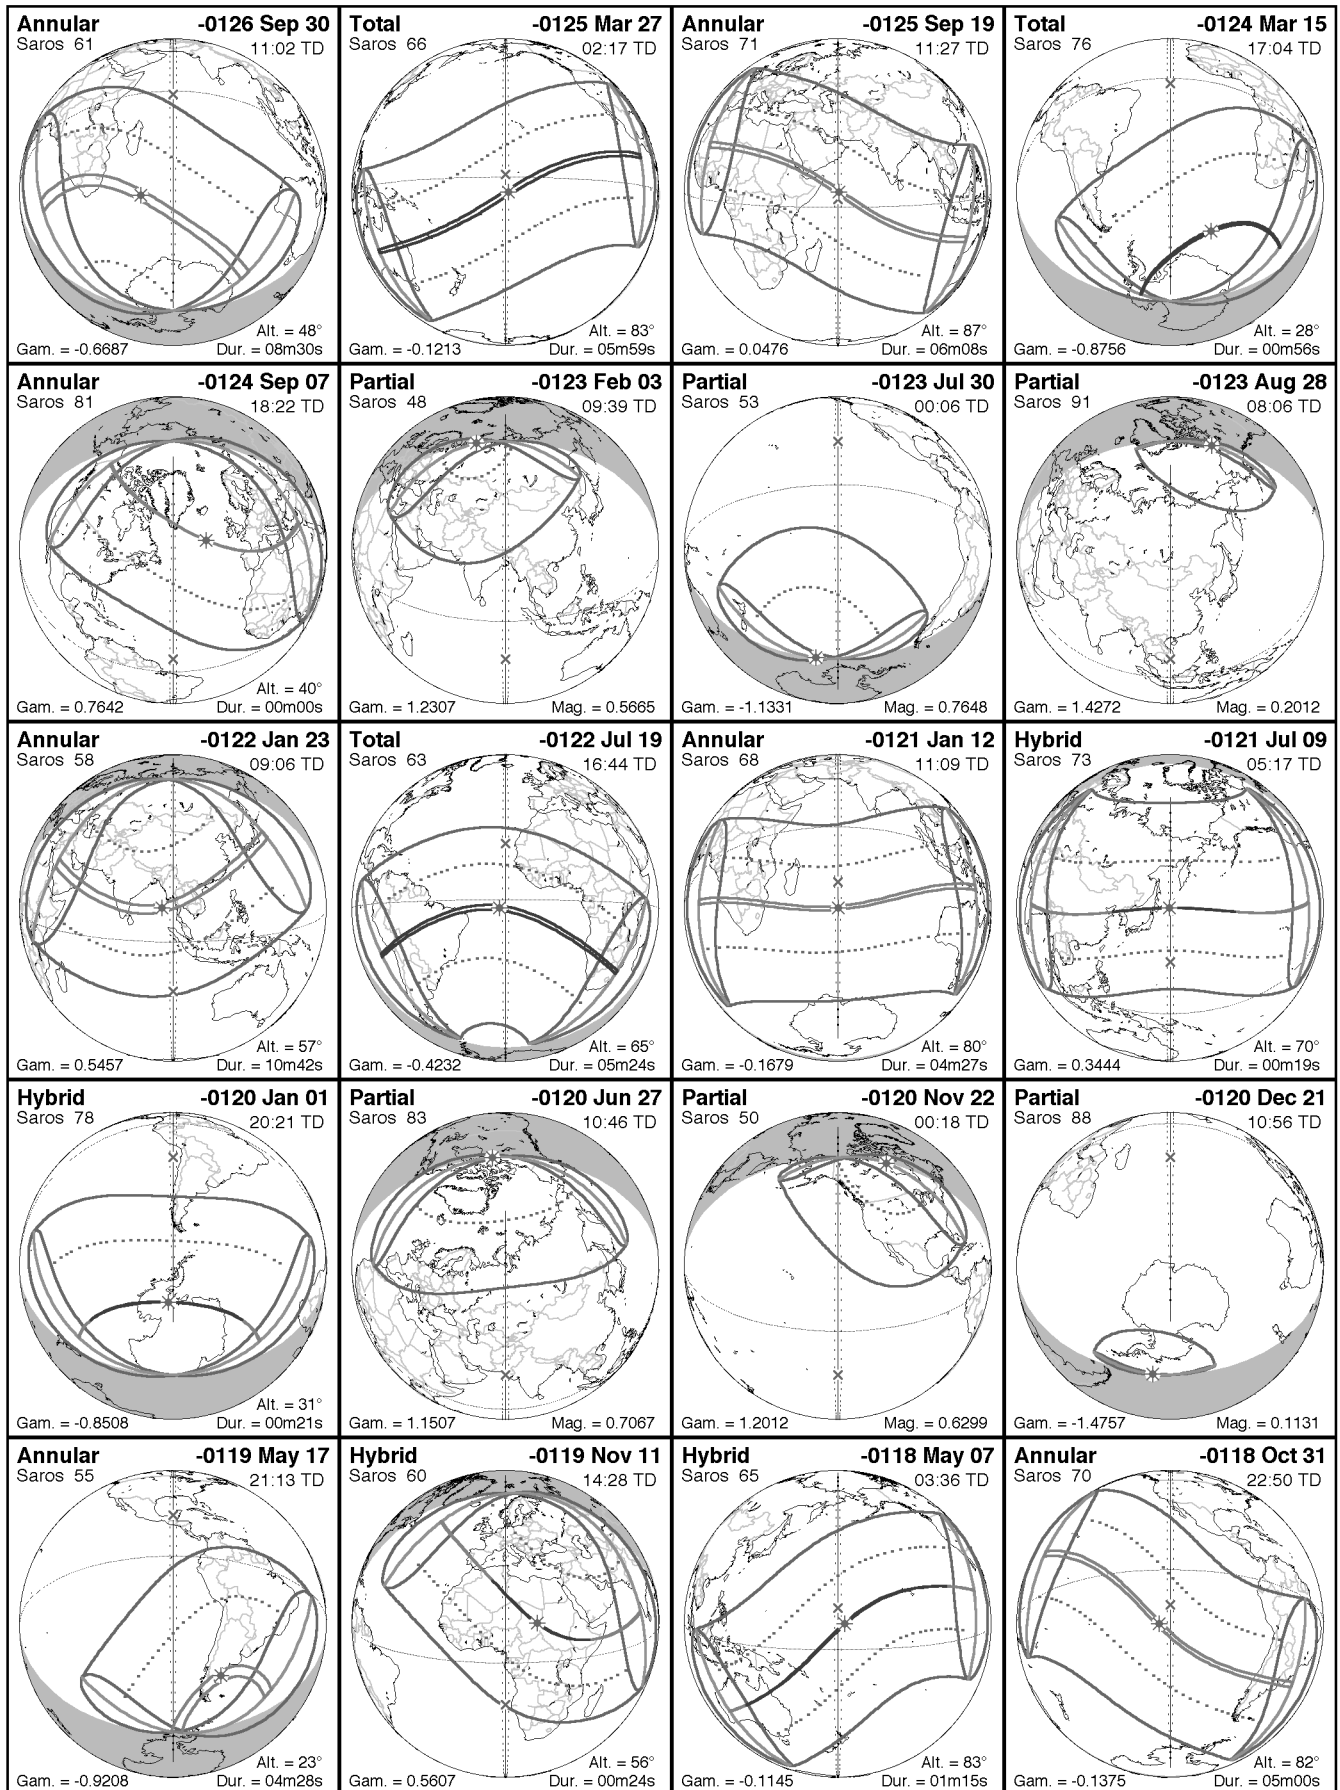 Annular -0126 Sep 30
Saros 61 11:02 TD
Alt. = 48°
Gam. = -0.6687 Dur. = 08m30s
Total -0125 Mar 27
Saros 66 02:17 TD
Alt. = 83°
Gam. = -0.1213 Dur. = 05m59s
Annular -0125 Sep 19
Saros 71 11:27 TD
Alt. = 87°
Gam. = 0.0476 Dur. = 06m08s
Total -0124 Mar 15
Saros 76 17:04 TD
Alt. = 28°
Gam. = -0.8756 Dur. = 00m56s
Annular -0124 Sep 07
Saros 81 18:22 TD
Alt. = 40°
Gam. = 0.7642 Dur. = 00m00s
Partial -0123 Feb 03
Saros 48 09:39 TD
Gam. = 1.2307 Mag. = 0.5665
Partial -0123 Jul 30
Saros 53 00:06 TD
Gam. = -1.1331 Mag. = 0.7648
Partial -0123 Aug 28
Saros 91 08:06 TD
Gam. = 1.4272 Mag. = 0.2012
Annular -0122 Jan 23
Saros 58 09:06 TD
Alt. = 57°
Gam. = 0.5457 Dur. = 10m42s
Total -0122 Jul 19
Saros 63 16:44 TD
Alt. = 65°
Gam. = -0.4232 Dur. = 05m24s
Annular -0121 Jan 12
Saros 68 11:09 TD
Alt. = 80°
Gam. = -0.1679 Dur. = 04m27s
Hybrid -0121 Jul 09
Saros 73 05:17 TD
Alt. = 70°
Gam. = 0.3444 Dur. = 00m19s
Hybrid -0120 Jan 01
Saros 78 20:21 TD
Alt. = 31°
Gam. = -0.8508 Dur. = 00m21s
Partial -0120 Jun 27
Saros 83 10:46 TD
Gam. = 1.1507 Mag. = 0.7067
Partial -0120 Nov 22
Saros 50 00:18 TD
Gam. = 1.2012 Mag. = 0.6299
Partial -0120 Dec 21
Saros 88 10:56 TD
Gam. = -1.4757 Mag. = 0.1131
Annular -0119 May 17
Saros 55 21:13 TD
Alt. = 23°
Gam. = -0.9208 Dur. = 04m28s
Hybrid -0119 Nov 11
Saros 60 14:28 TD
Alt. = 56°
Gam. = 0.5607 Dur. = 00m24s
Hybrid -0118 May 07
Saros 65 03:36 TD
Alt. = 83°
Gam. = -0.1145 Dur. = 01m15s
Annular -0118 Oct 31
Saros 70 22:50 TD
Alt. = 82°
Gam. = -0.1375 Dur. = 05m00s